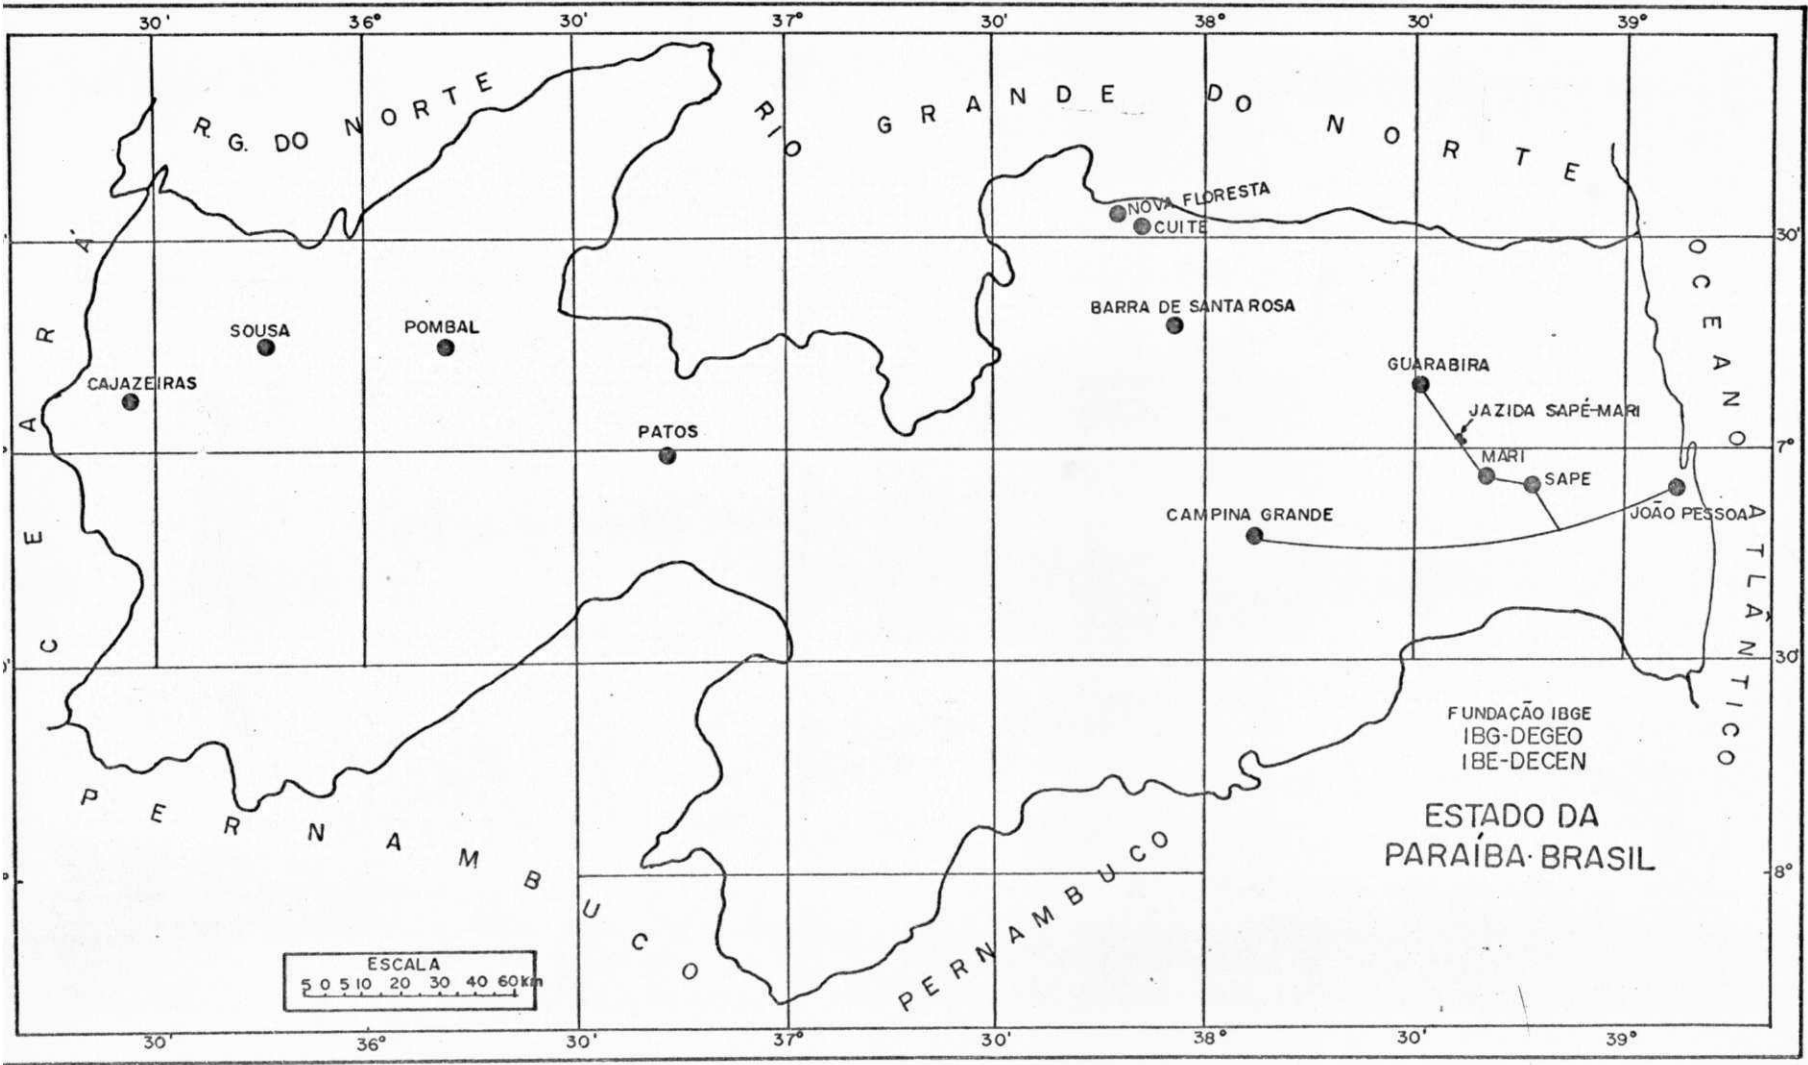 30' 36° 30' 37° 30' 38° 30' 39°
R.G. DO NORTE
RIO GRANDE DO NORTE
NOVA FLORESTA
CUITE
30'
CEARÁ
OCEANO ATLÂNTICO
BARRA DE SANTA ROSA
SOUSA
POMBAL
GUARABIRA
CAJAZEIRAS
JAZIDA SAPÉ-MARI
PATOS
7°
MARI
SAPE
CAMPINA GRANDE
JOÃO PESSOA
30'
FUNDAÇÃO IBGE
IBG-DEGEO
IBE-DECEN
PERNAMBUCO
ESTADO DA
PARAÍBA·BRASIL
PERNAMBUCO
8°
ESCALA
5 0 5 10 20 30 40 60km
30' 36° 30' 37° 30' 38° 30' 39°